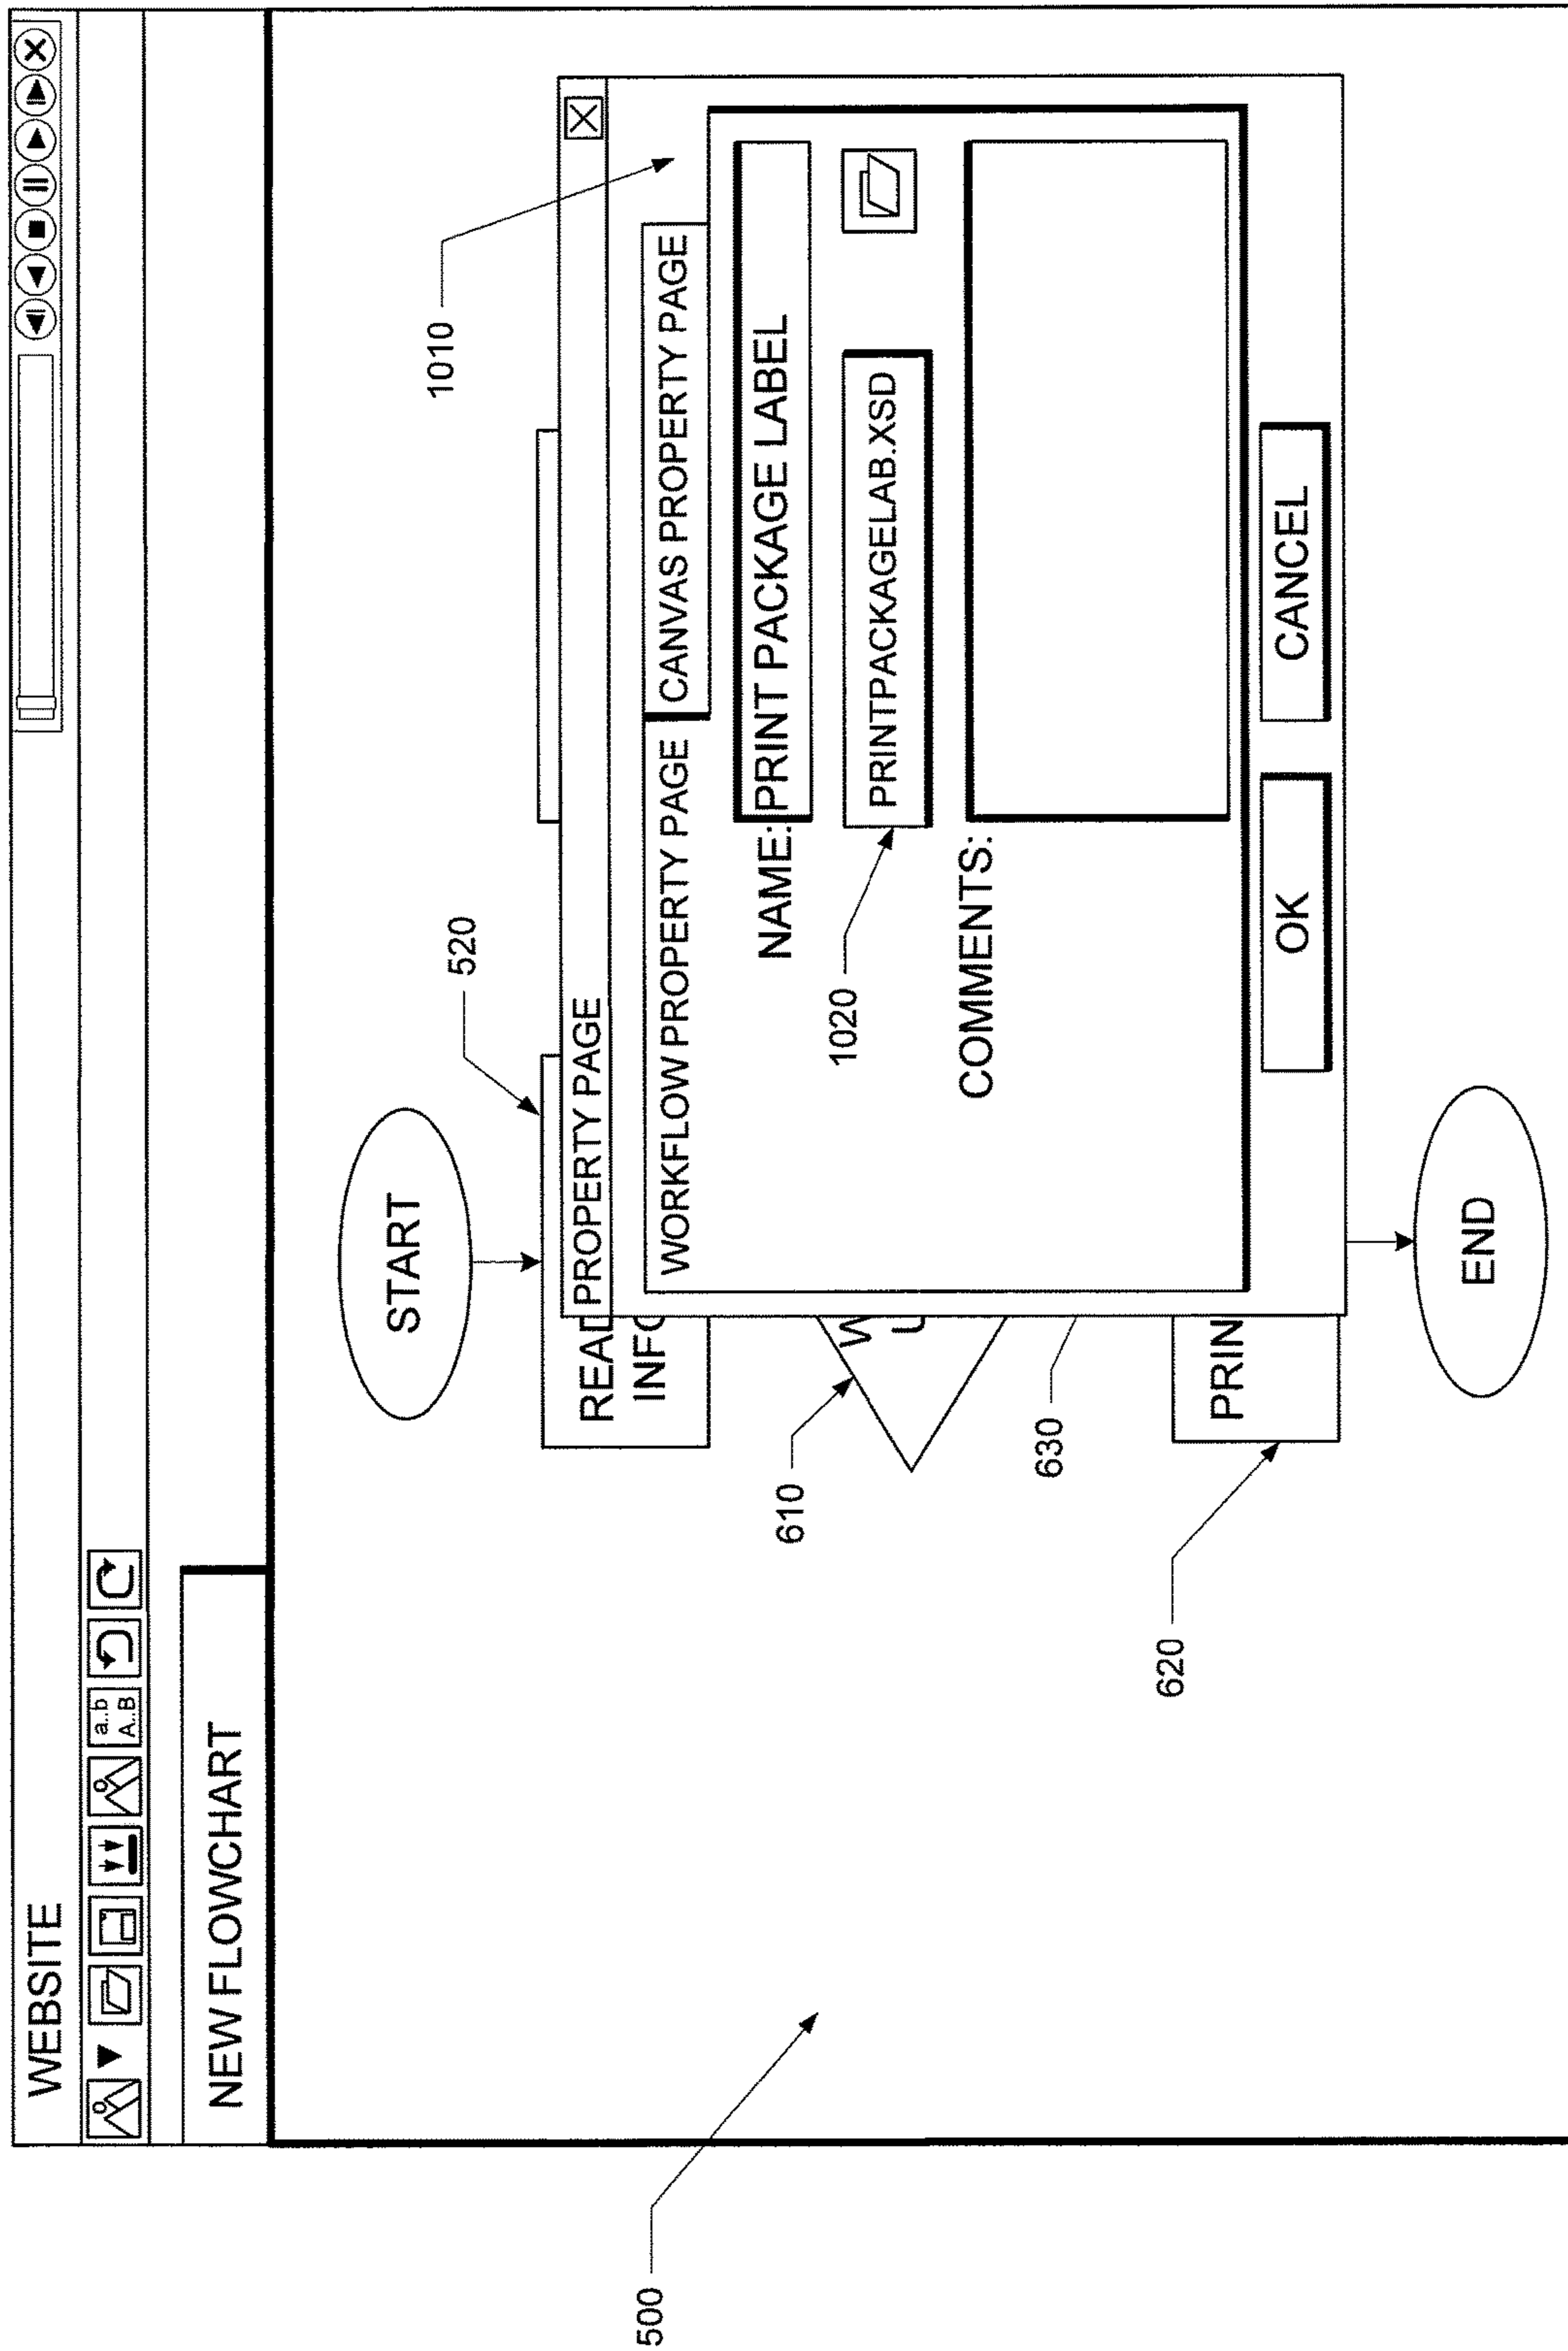 WEBSITE
a..b
A..B
NEW FLOWCHART
500
START
520
1010
READ
INFO
PROPERTY PAGE
WORKFLOW PROPERTY PAGE
CANVAS PROPERTY PAGE
NAME:
PRINT PACKAGE LABEL
1020
PRINTPACKAGELAB.XSD
COMMENTS:
OK
CANCEL
610
W
630
620
PRIN
END